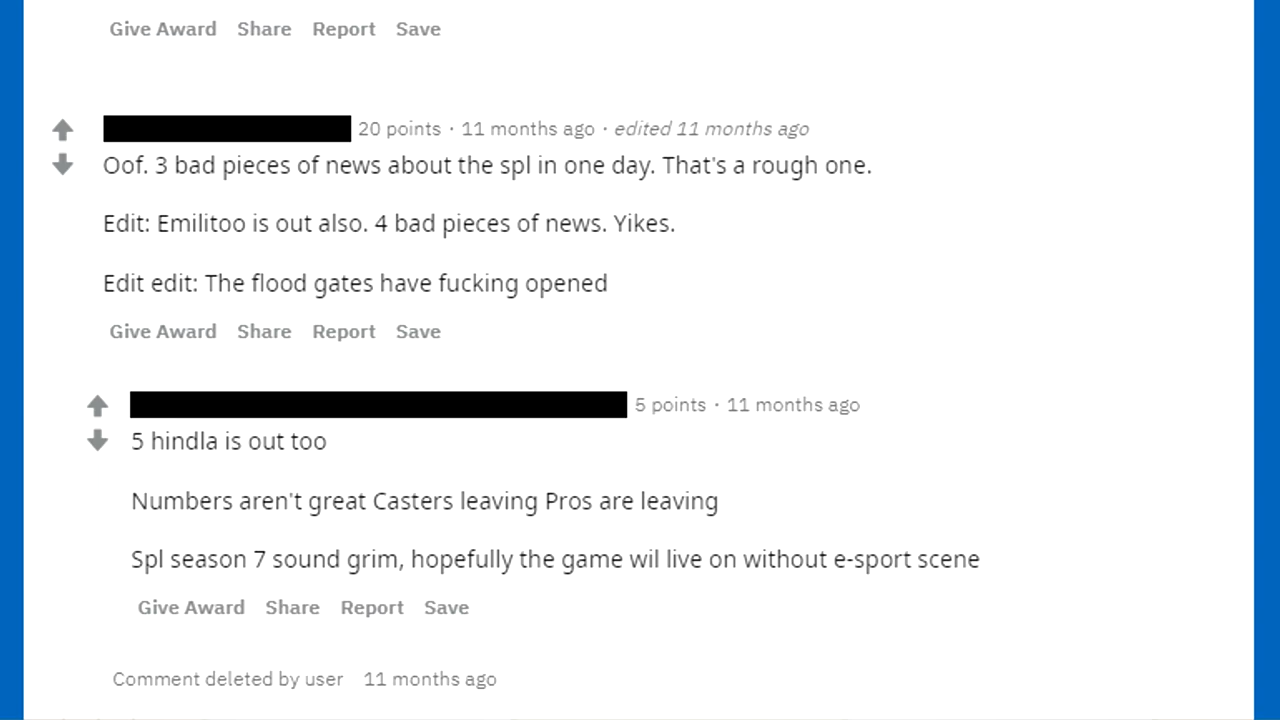 Give Award Share Report Save
20 points · 11 months ago · edited 11 months ago
Oof. 3 bad pieces of news about the spl in one day. That's a rough one.
Edit: Emilitoo is out also. 4 bad pieces of news. Yikes.
Edit edit: The flood gates have fucking opened
Give Award Share Report Save
5 points · 11 months ago
5 hindla is out too
Numbers aren't great Casters leaving Pros are leaving
Spl season 7 sound grim, hopefully the game wil live on without e-sport scene
Give Award Share Report Save
Comment deleted by user 11 months ago